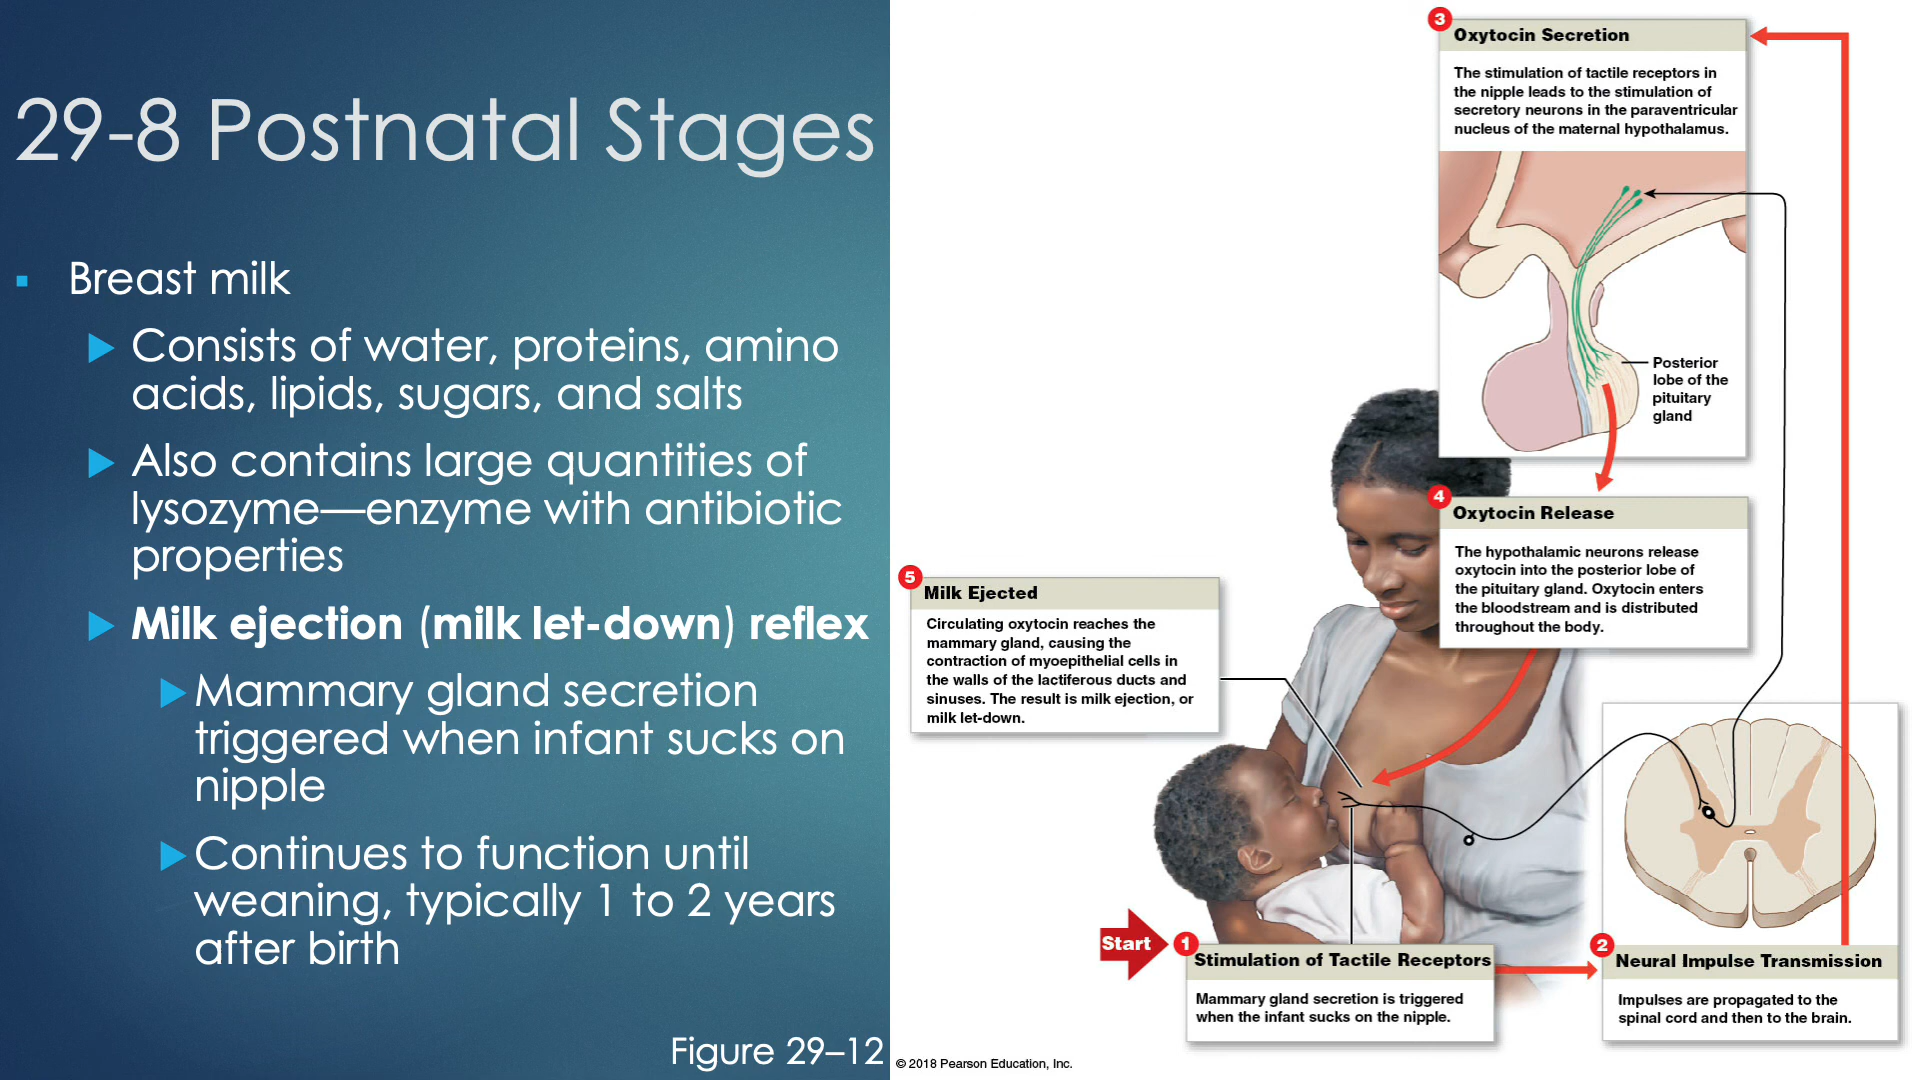 29-8 Postnatal Stages
Breast milk
Consists of water, proteins, amino
acids, lipids, sugars, and salts
Also contains large quantities of
lysozyme—enzyme with antibiotic
properties
Milk ejection (milk let-down) reflex
Mammary gland secretion
triggered when infant sucks on
nipple
Continues to function until
weaning, typically 1 to 2 years
after birth
Figure 29–12
Start
1
Stimulation of Tactile Receptors
Mammary gland secretion is triggered
when the infant sucks on the nipple.
2
Neural Impulse Transmission
Impulses are propagated to the
spinal cord and then to the brain.
3
Oxytocin Secretion
The stimulation of tactile receptors in
the nipple leads to the stimulation of
secretory neurons in the paraventricular
nucleus of the maternal hypothalamus.
Posterior
lobe of the
pituitary
gland
4
Oxytocin Release
The hypothalamic neurons release
oxytocin into the posterior lobe of
the pituitary gland. Oxytocin enters
the bloodstream and is distributed
throughout the body.
5
Milk Ejected
Circulating oxytocin reaches the
mammary gland, causing the
contraction of myoepithelial cells in
the walls of the lactiferous ducts and
sinuses. The result is milk ejection, or
milk let-down.
© 2018 Pearson Education, Inc.